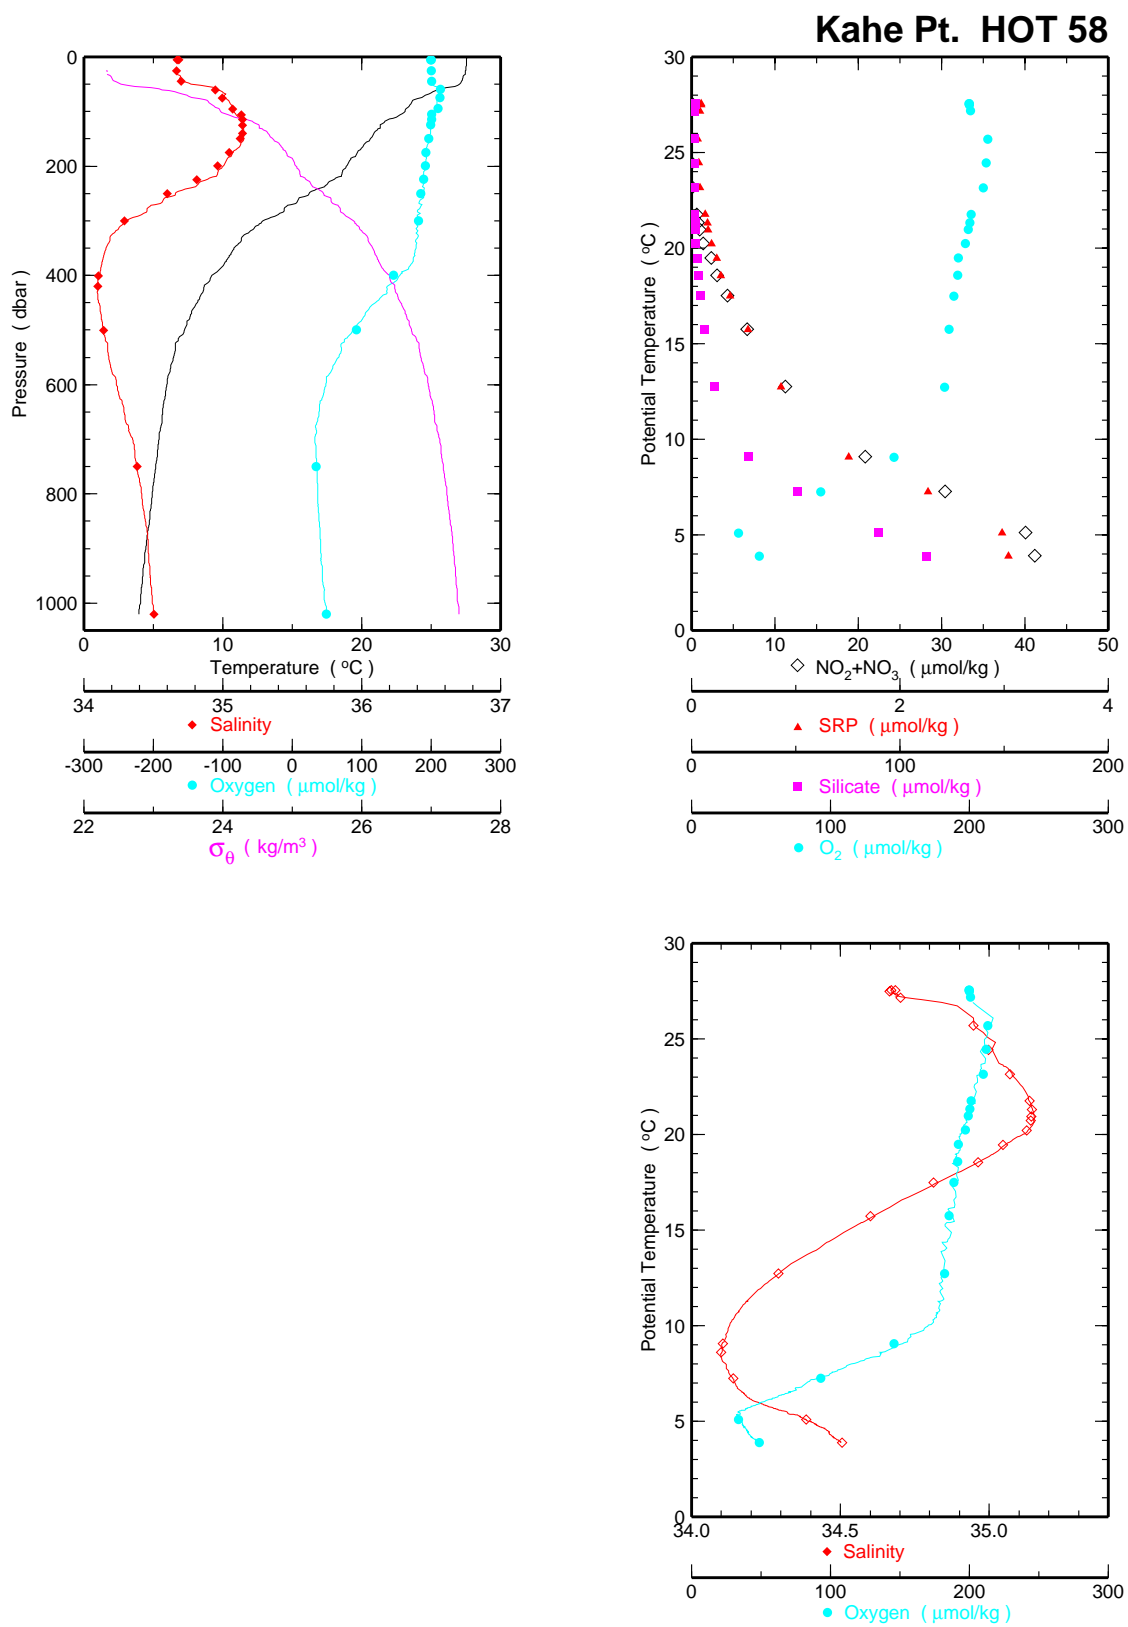 Kahe Pt. HOT 58
0
200
400
600
800
1000
Pressure ( dbar )
0 10 20 30
Temperature ( ºC )
34 35 36 37
Salinity
-300 -200 -100 0 100 200 300
Oxygen ( µmol/kg )
22 24 26 28
σθ ( kg/m³ )
30
25
20
15
10
5
0
Potential Temperature ( ºC )
0 10 20 30 40 50
NO₂+NO₃ ( µmol/kg )
0 2 4
SRP ( µmol/kg )
0 100 200
Silicate ( µmol/kg )
0 100 200 300
O₂ ( µmol/kg )
30
25
20
15
10
5
0
Potential Temperature ( ºC )
34.0 34.5 35.0
Salinity
0 100 200 300
Oxygen ( µmol/kg )